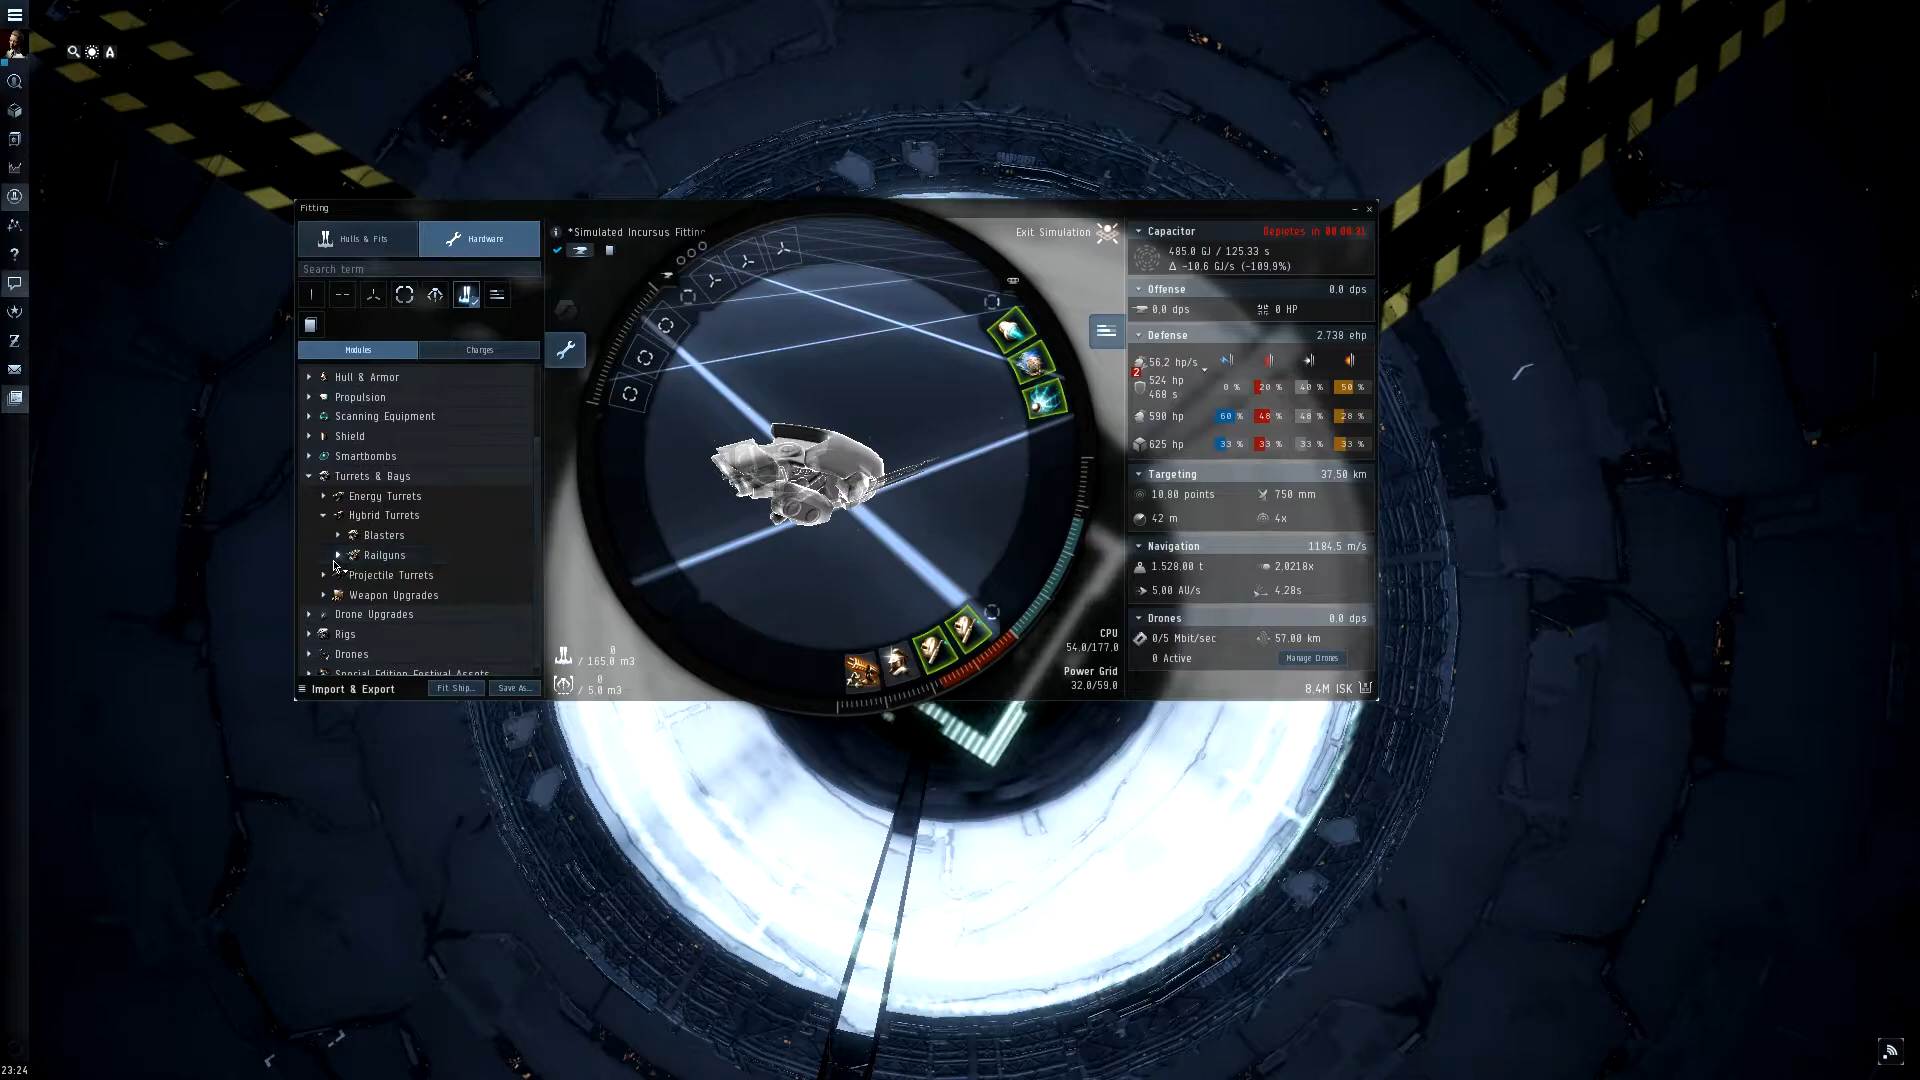 A
Fitting
Hulls & Fits
Hardware
Search term
Modules
Charges
Hull & Armor
Propulsion
Scanning Equipment
Shield
Smartbombs
Turrets & Bays
Energy Turrets
Hybrid Turrets
Blasters
Railguns
Projectile Turrets
Weapon Upgrades
Drone Upgrades
Rigs
Drones
Special Edition Festival Assets
Import & Export
Fit Ship...
Save As...
*Simulated Incursus Fitting
Exit Simulation
0
/ 165.0 m3
0
/ 5.0 m3
CPU
54.0/177.0
Power Grid
32.0/59.0
Capacitor
Depletes in 00:00:31
485.0 GJ / 125.33 s
Δ -10.6 GJ/s (-109.9%)
Offense 0.0 dps
0.0 dps 0 HP
Defense 2.738 ehp
56.2 hp/s
2
524 hp
468 s
0 % 20 % 40 % 50 %
590 hp 60 % 48 % 48 % 28 %
625 hp 33 % 33 % 33 % 33 %
Targeting 37.50 km
10.80 points 750 mm
42 m 4x
Navigation 1184.5 m/s
1.528.00 t 2.0218x
5.00 AU/s 4.28s
Drones 0.0 dps
0/5 Mbit/sec 57.00 km
0 Active Manage Drones
8.4M ISK
23:24